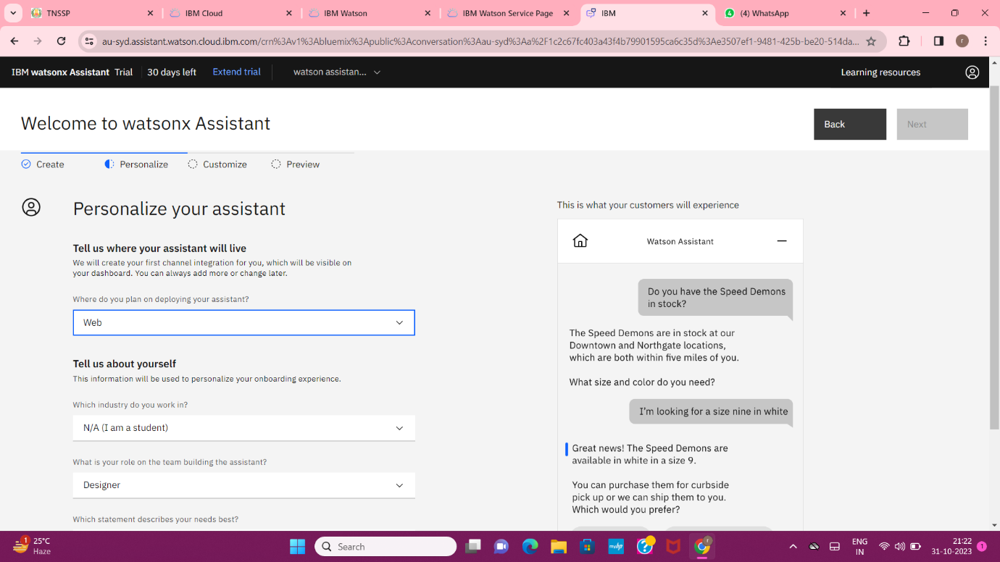 TNSSP
IBM Cloud
IBM Watson
IBM Watson Service Page
IBM
(4) WhatsApp
au-syd.assistant.watson.cloud.ibm.com/crn%3Av1%3Abluemix%3Apublic%3Aconversation%3Aau-syd%3Aa%2F1c2c67fc403a43f4b79901595ca6c35d%3Ae3507ef1-9481-425b-be20-514da...
r
IBM watsonx Assistant Trial
30 days left
Extend trial
watson assistan...
Learning resources
Welcome to watsonx Assistant
Back
Next
Create
Personalize
Customize
Preview
Personalize your assistant
Tell us where your assistant will live
We will create your first channel integration for you, which will be visible on
your dashboard. You can always add more or change later.
Where do you plan on deploying your assistant?
Web
Tell us about yourself
This information will be used to personalize your onboarding experience.
Which industry do you work in?
N/A (I am a student)
What is your role on the team building the assistant?
Designer
Which statement describes your needs best?
This is what your customers will experience
Watson Assistant
Do you have the Speed Demons
in stock?
The Speed Demons are in stock at our
Downtown and Northgate locations,
which are both within five miles of you.
What size and color do you need?
I'm looking for a size nine in white
Great news! The Speed Demons are
available in white in a size 9.
You can purchase them for curbside
pick up or we can ship them to you.
Which would you prefer?
1
25°C
Haze
Search
myhp
r
ENG
IN
21:22
31-10-2023
1